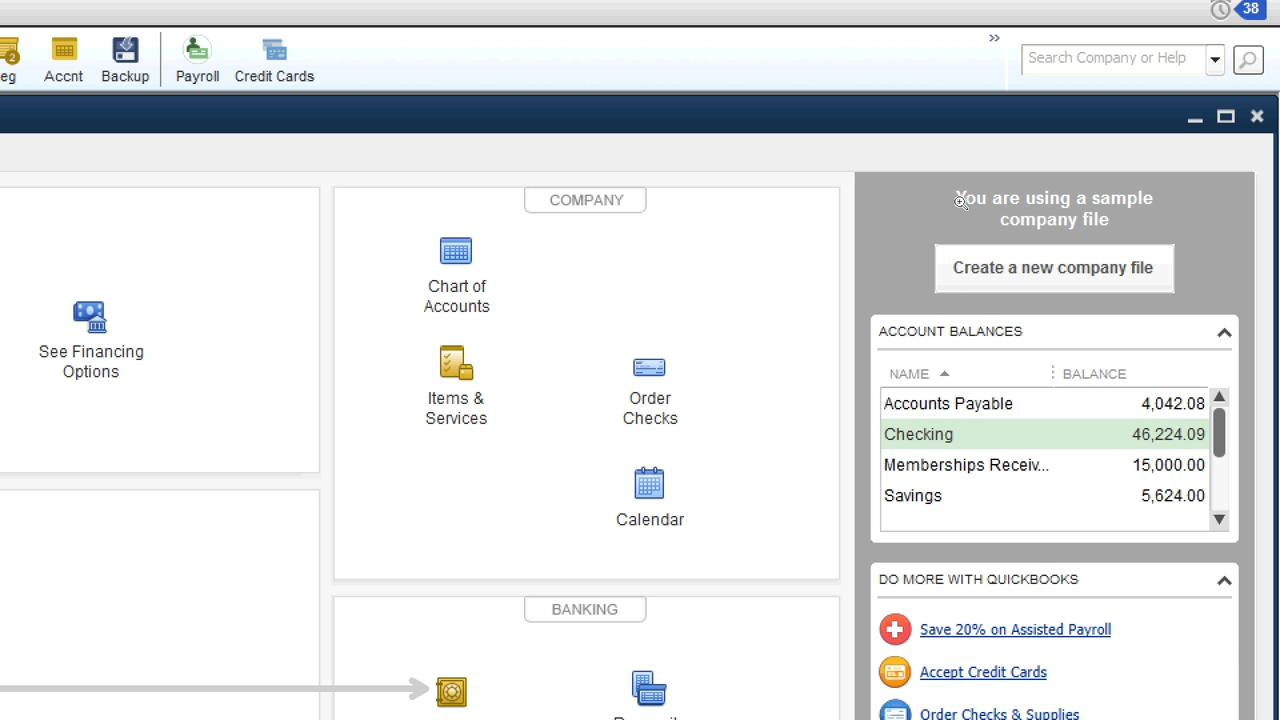 38
eg
2
Accnt
Backup
Payroll
Credit Cards
»
Search Company or Help
COMPANY
Chart of
Accounts
Items &
Services
Order
Checks
Calendar
See Financing
Options
BANKING
You are using a sample
company file
Create a new company file
ACCOUNT BALANCES
NAME BALANCE
Accounts Payable 4,042.08
Checking 46,224.09
Memberships Receiv... 15,000.00
Savings 5,624.00
DO MORE WITH QUICKBOOKS
Save 20% on Assisted Payroll
Accept Credit Cards
Order Checks & Supplies